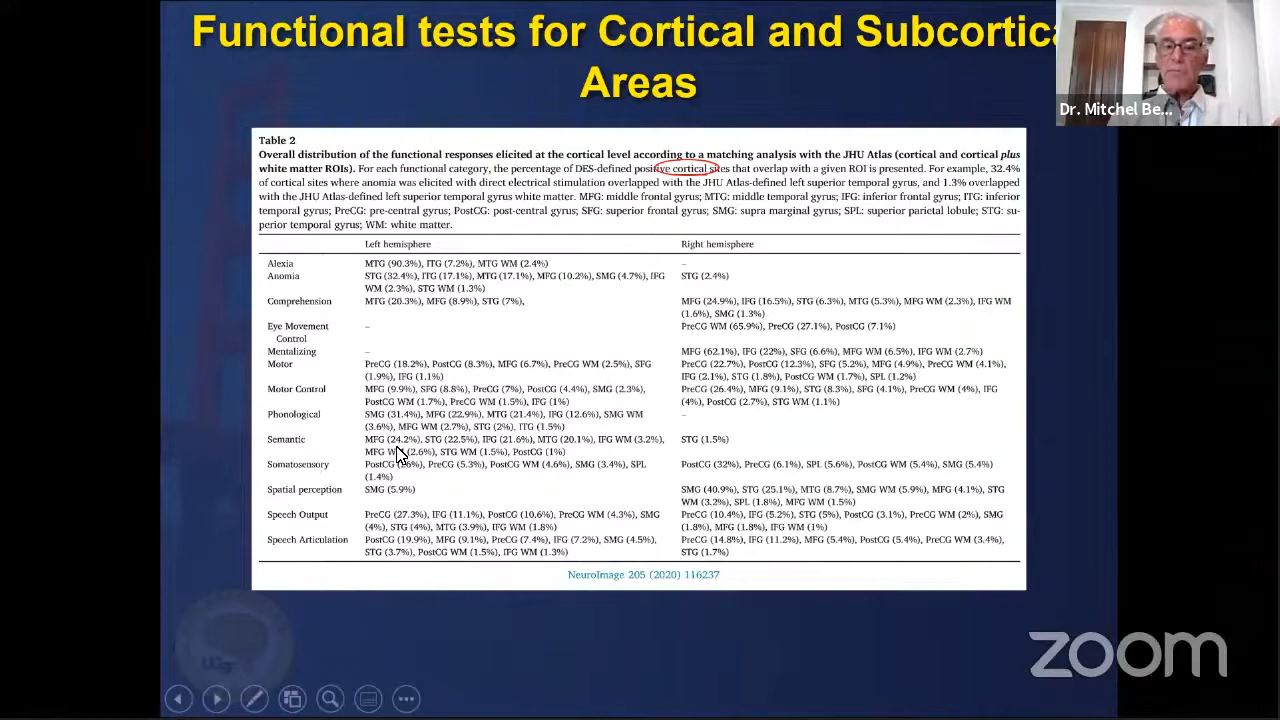 Functional tests for Cortical and Subcortica
Areas
Dr. Mitchel Be...
Table 2
Overall distribution of the functional responses elicited at the cortical level according to a matching analysis with the JHU Atlas (cortical and cortical plus
white matter ROIs). For each functional category, the percentage of DES-defined positive cortical sites that overlap with a given ROI is presented. For example, 32.4%
of cortical sites where anomia was elicited with direct electrical stimulation overlapped with the JHU Atlas-defined left superior temporal gyrus, and 1.3% overlapped
with the JHU Atlas-defined left superior temporal gyrus white matter. MFG: middle frontal gyrus; MTG: middle temporal gyrus; IFG: inferior frontal gyrus; ITG: inferior
temporal gyrus; PreCG: pre-central gyrus; PostCG: post-central gyrus; SFG: superior frontal gyrus; SMG: supra marginal gyrus; SPL: superior parietal lobule; STG: su-
perior temporal gyrus; WM: white matter.
Left hemisphere Right hemisphere
Alexia MTG (90.3%), ITG (7.2%), MTG WM (2.4%) –
Anomia STG (32.4%), ITG (17.1%), MTG (17.1%), MFG (10.2%), SMG (4.7%), IFG STG (2.4%)
WM (2.3%), STG WM (1.3%)
Comprehension MTG (20.3%), MFG (8.9%), STG (7%), MFG (24.9%), IFG (16.5%), STG (6.3%), MTG (5.3%), MFG WM (2.3%), IFG WM
(1.6%), SMG (1.3%)
Eye Movement – PreCG WM (65.9%), PreCG (27.1%), PostCG (7.1%)
Control
Mentalizing – MFG (62.1%), IFG (22%), SFG (6.6%), MFG WM (6.5%), IFG WM (2.7%)
Motor PreCG (18.2%), PostCG (8.3%), MFG (6.7%), PreCG WM (2.5%), SFG PreCG (22.7%), PostCG (12.3%), SFG (5.2%), MFG (4.9%), PreCG WM (4.1%),
(1.9%), IFG (1.1%) IFG (2.1%), STG (1.8%), PostCG WM (1.7%), SPL (1.2%)
Motor Control MFG (9.9%), SFG (8.8%), PreCG (7%), PostCG (4.4%), SMG (2.3%), PreCG (26.4%), MFG (9.1%), STG (8.3%), SFG (4.1%), PreCG WM (4%), IFG
PostCG WM (1.7%), PreCG WM (1.5%), IFG (1%) (4%), PostCG (2.7%), STG WM (1.1%)
Phonological SMG (31.4%), MFG (22.9%), MTG (21.4%), IFG (12.6%), SMG WM –
(3.6%), MFG WM (2.7%), STG (2%), ITG (1.5%)
Semantic MFG (24.2%), STG (22.5%), IFG (21.6%), MTG (20.1%), IFG WM (3.2%), STG (1.5%)
MFG (2.6%), STG WM (1.5%), PostCG (1%)
Somatosensory PostCG PreCG (5.3%), PostCG WM (4.6%), SMG (3.4%), SPL PostCG (32%), PreCG (6.1%), SPL (5.6%), PostCG WM (5.4%), SMG (5.4%)
(1.4%)
Spatial perception SMG (5.9%) SMG (40.9%), STG (25.1%), MTG (8.7%), SMG WM (5.9%), MFG (4.1%), STG
WM (3.2%), SPL (1.8%), MFG WM (1.5%)
Speech Output PreCG (27.3%), IFG (11.1%), PostCG (10.6%), PreCG WM (4.3%), SMG PreCG (10.4%), IFG (5.2%), STG (5%), PostCG (3.1%), PreCG WM (2%), SMG
(4%), STG (4%), MTG (3.9%), IFG WM (1.8%) (1.8%), MFG (1.8%), IFG WM (1%)
Speech Articulation PostCG (19.9%), MFG (9.1%), PreCG (7.4%), IFG (7.2%), SMG (4.5%), PreCG (14.8%), IFG (11.2%), MFG (5.4%), PostCG (5.4%), PreCG WM (3.4%),
STG (3.7%), PostCG WM (1.5%), IFG WM (1.3%) STG (1.7%)
NeuroImage 205 (2020) 116237
UCSF
zoom